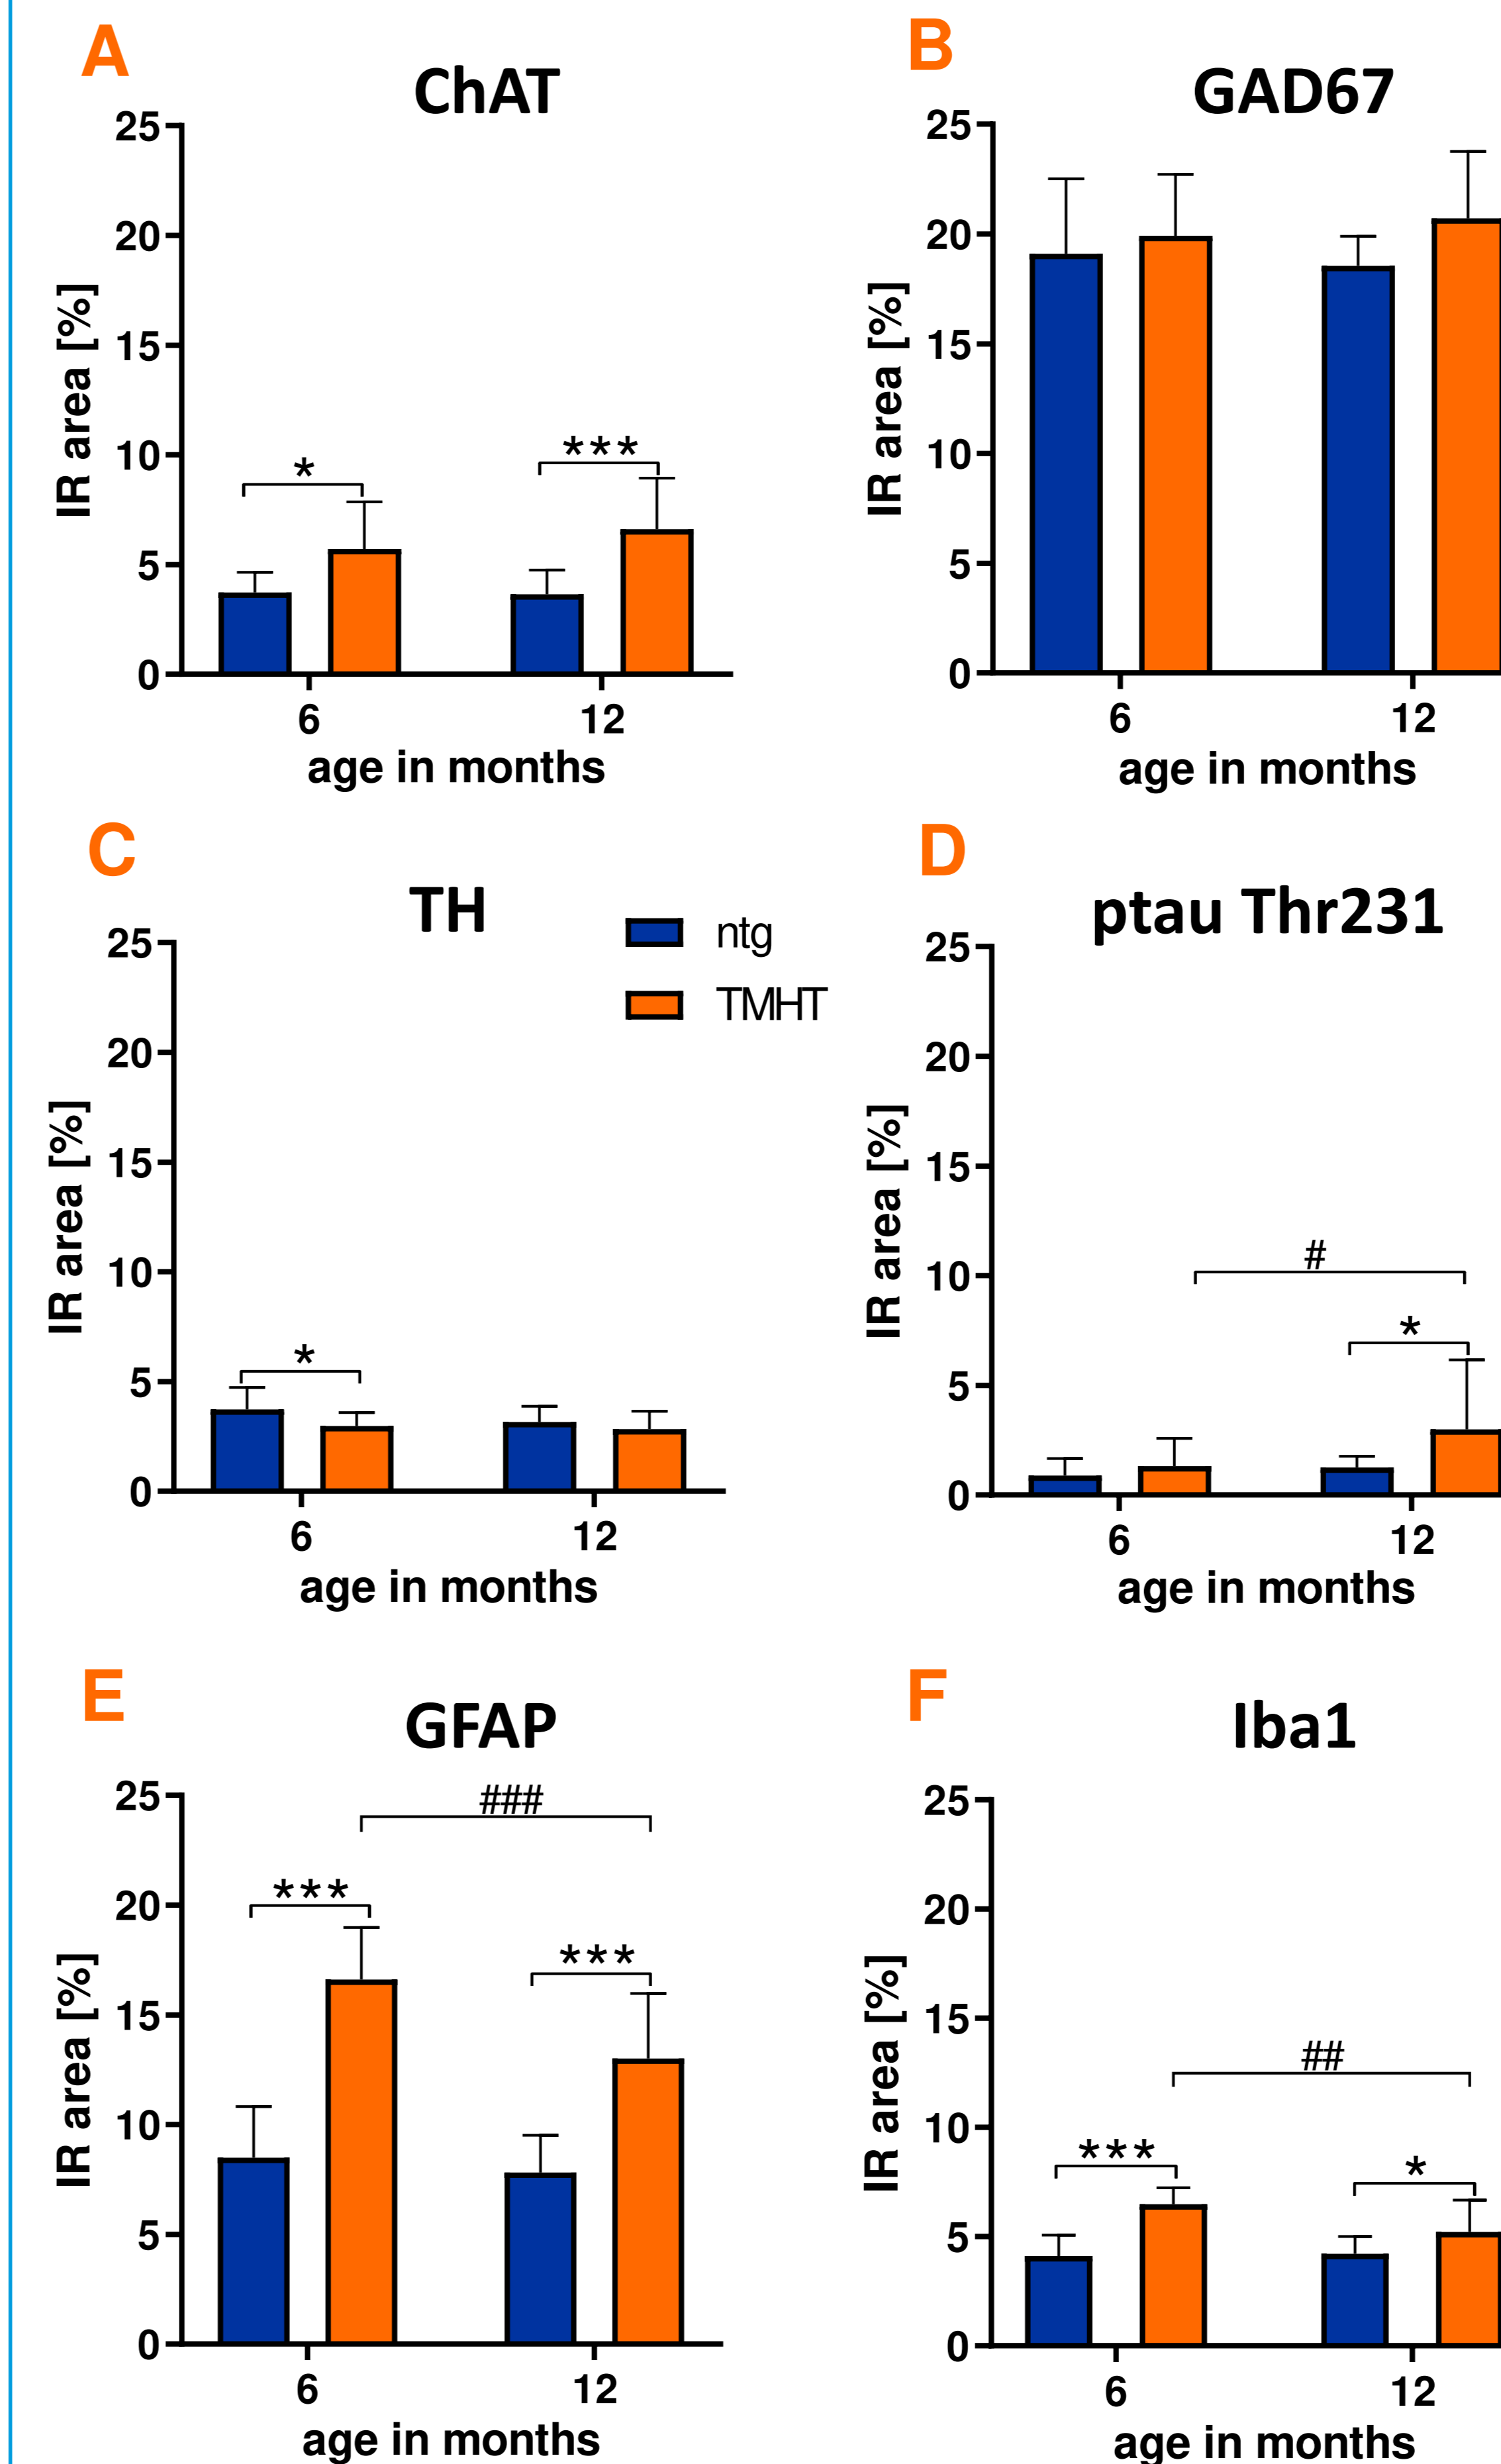 A
ChAT
25
20
15
10
5
0
IR area [%]
*
***
6
12
age in months
B
GAD67
25
20
15
10
5
0
IR area [%]
6
12
age in months
C
TH
ntg
TMHT
25
20
15
10
5
0
IR area [%]
*
6
12
age in months
D
ptau Thr231
25
20
15
10
5
0
IR area [%]
#
*
6
12
age in months
E
GFAP
25
20
15
10
5
0
IR area [%]
###
***
***
6
12
age in months
F
Iba1
25
20
15
10
5
0
IR area [%]
##
***
*
6
12
age in months